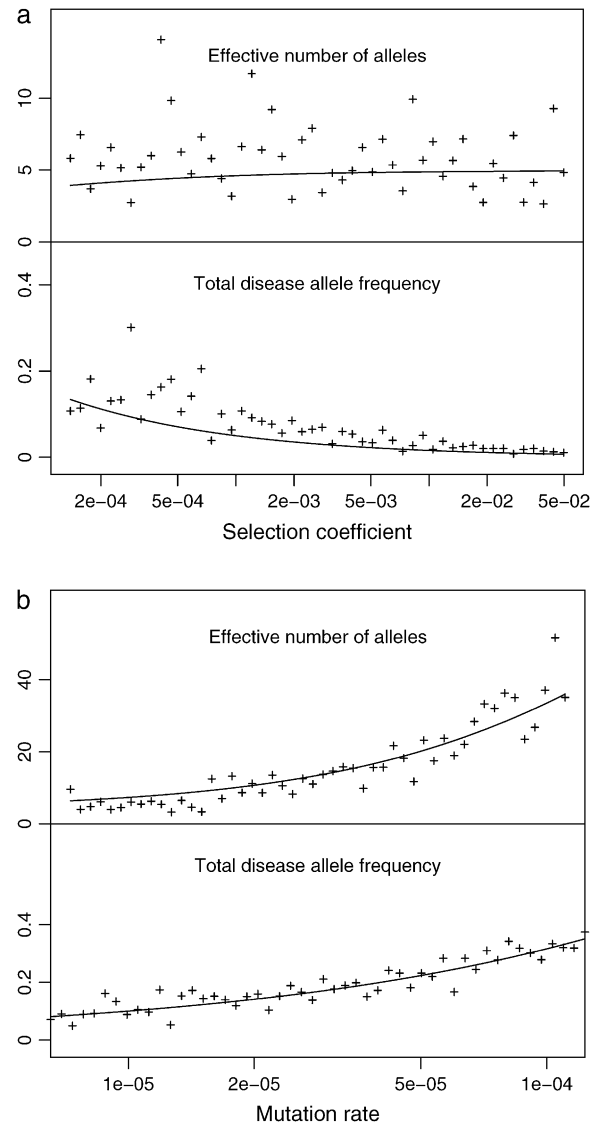 a
Effective number of alleles
10
5
0
Total disease allele frequency
0.4
0.2
0
2e−04 5e−04 2e−03 5e−03 2e−02 5e−02
Selection coefficient
b
Effective number of alleles
40
20
0
Total disease allele frequency
0.4
0.2
0
1e−05 2e−05 5e−05 1e−04
Mutation rate